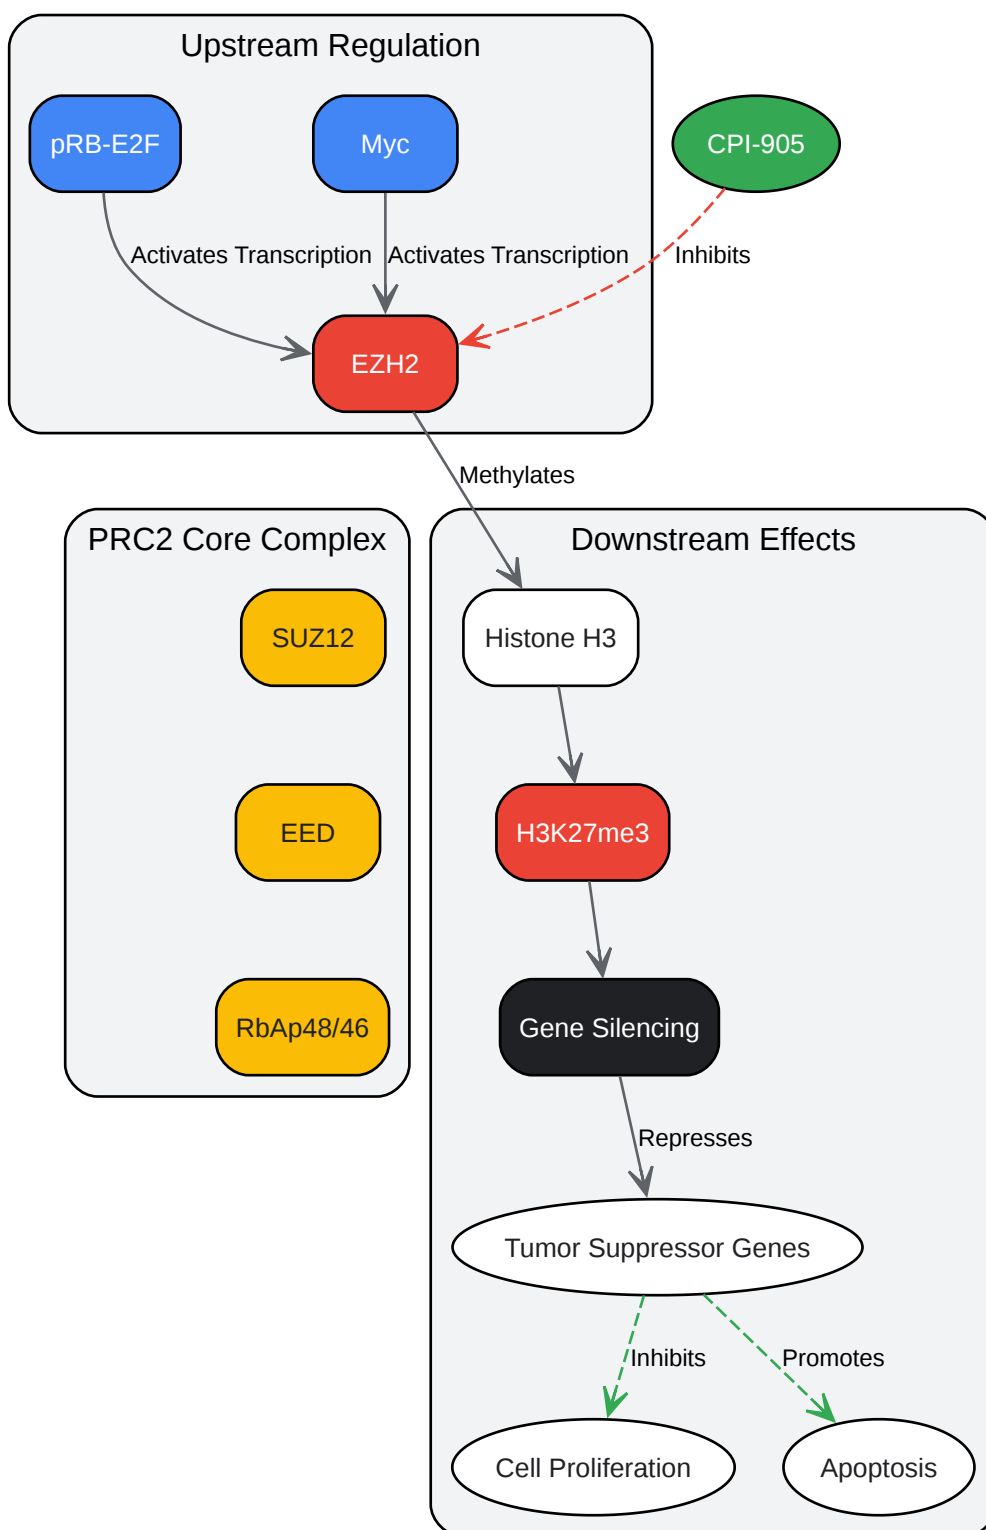 Upstream Regulation
pRB-E2F
Myc
CPI-905
Activates Transcription
Activates Transcription
Inhibits
EZH2
Methylates
PRC2 Core Complex
Downstream Effects
SUZ12
Histone H3
EED
H3K27me3
RbAp48/46
Gene Silencing
Represses
Tumor Suppressor Genes
Inhibits
Promotes
Cell Proliferation
Apoptosis